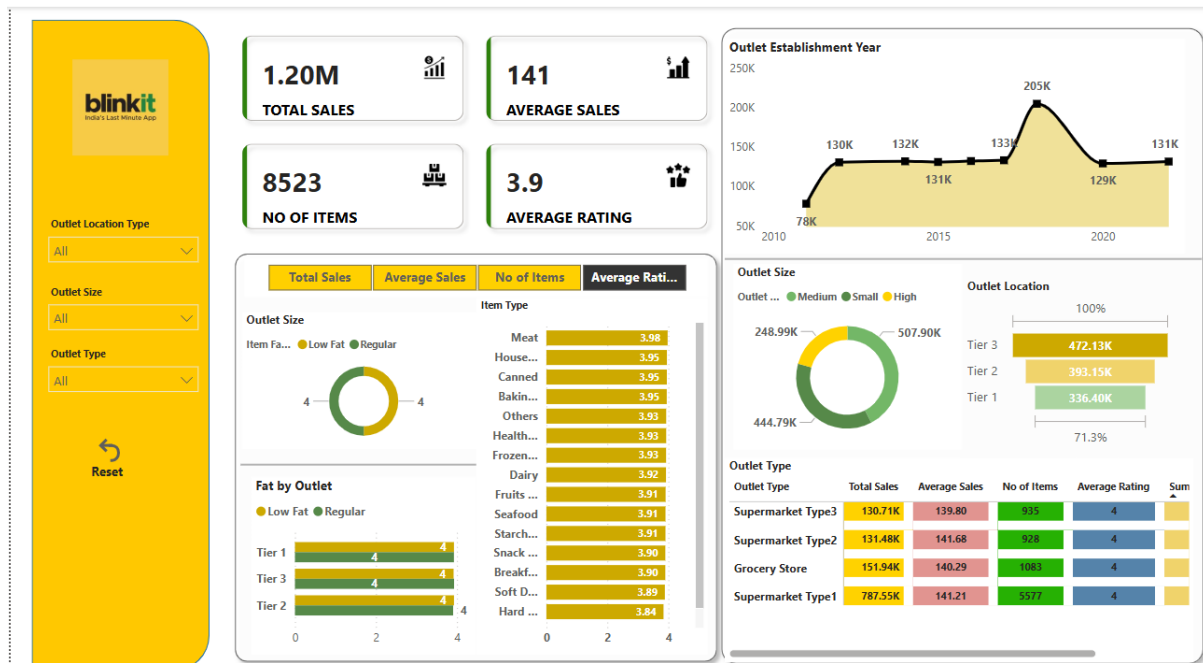 blinkit
India's Last Minute App
Outlet Location Type
All
Outlet Size
All
Outlet Type
All
Reset
1.20M
TOTAL SALES
141
AVERAGE SALES
8523
NO OF ITEMS
3.9
AVERAGE RATING
Total Sales Average Sales No of Items Average Rati...
Outlet Size
Item Fa... Low Fat Regular
4 4
Fat by Outlet
Low Fat Regular
Tier 1 4
4
Tier 3 4
4
Tier 2 4
4
0 2 4
Item Type
Meat 3.98
House... 3.95
Canned 3.95
Bakin... 3.95
Others 3.93
Health... 3.93
Frozen... 3.93
Dairy 3.92
Fruits ... 3.91
Seafood 3.91
Starch... 3.91
Snack ... 3.90
Breakf... 3.90
Soft D... 3.89
Hard ... 3.84
0 2 4
Outlet Establishment Year
250K
200K
150K
100K
50K
78K 130K 132K 131K 133K 205K 129K 131K
2010 2015 2020
Outlet Size
Outlet ... Medium Small High
248.99K 507.90K
444.79K
Outlet Location
100%
Tier 3 472.13K
Tier 2 393.15K
Tier 1 336.40K
71.3%
Outlet Type
Outlet Type Total Sales Average Sales No of Items Average Rating Sum
Supermarket Type3 130.71K 139.80 935 4
Supermarket Type2 131.48K 141.68 928 4
Grocery Store 151.94K 140.29 1083 4
Supermarket Type1 787.55K 141.21 5577 4